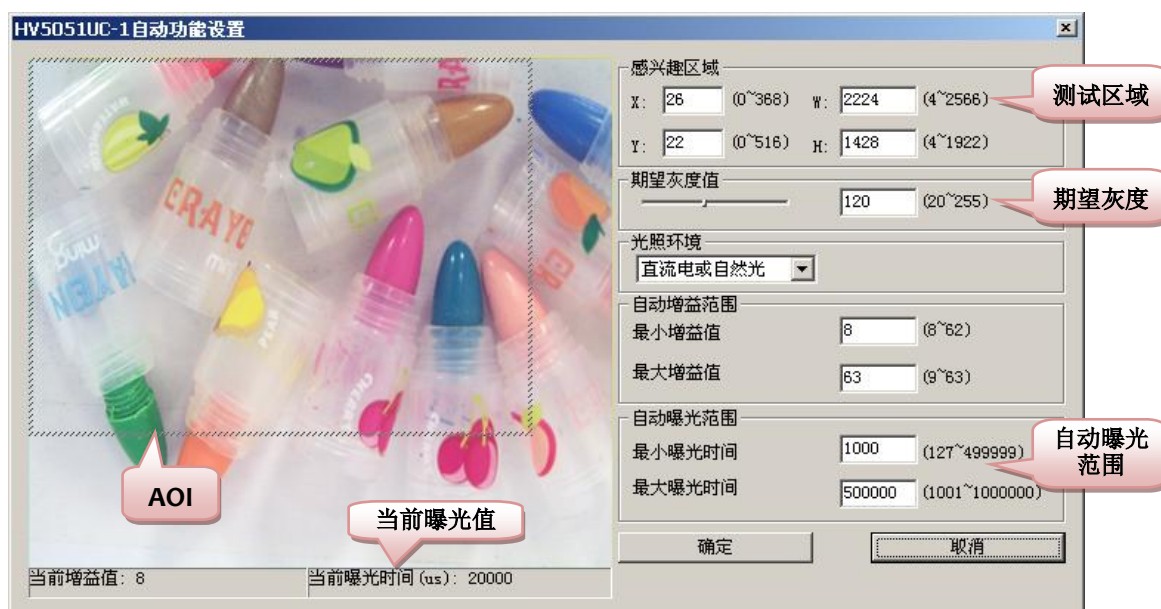 HV5051UC-1自动功能设置
感兴趣区域
X: 26 (0~368) W: 2224 (4~2566)
测试区域
Y: 22 (0~516) H: 1428 (4~1922)
期望灰度值
120 (20~255)
期望灰度
光照环境
直流电或自然光
自动增益范围
最小增益值 8 (8~62)
最大增益值 63 (9~63)
自动曝光范围
最小曝光时间 1000 (127~499999)
最大曝光时间 500000 (1001~1000000)
自动曝光
范围
确定 取消
ERAYE
PEAR
CHERRY
AOI
当前曝光值
当前增益值: 8 当前曝光时间(us): 20000